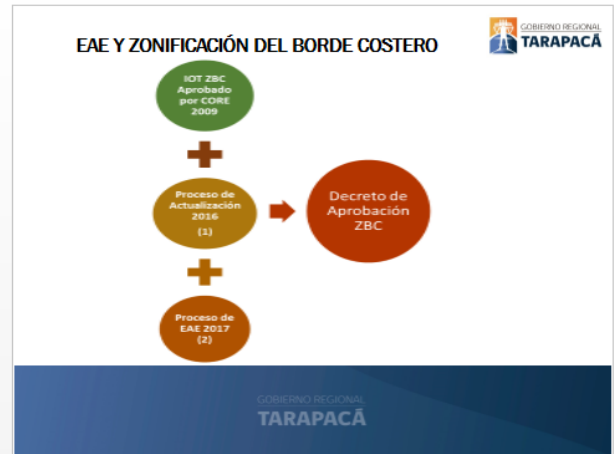 EAE Y ZONIFICACIÓN DEL BORDE COSTERO
GOBIERNO REGIONAL
TARAPACÁ
IOT ZBC
Aprobado
por CORE
2009
Proceso de
Actualización
2016
(1)
Decreto de
Aprobación
ZBC
Proceso de
EAE 2017
(2)
GOBIERNO REGIONAL
TARAPACÁ